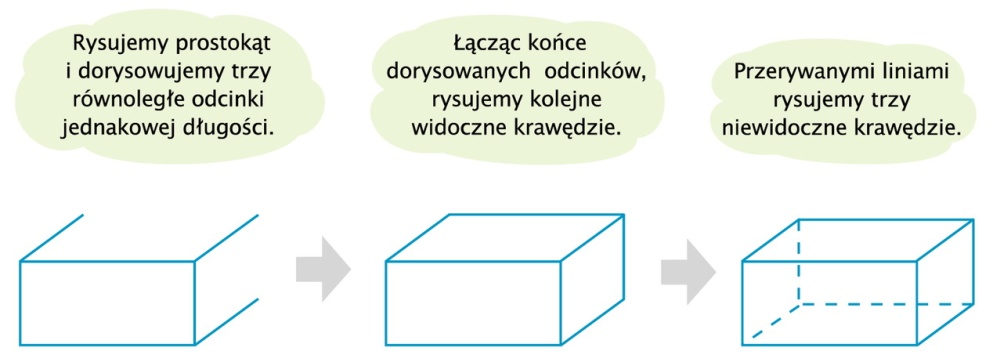 Rysujemy prostokąt
i dorysowujemy trzy
równoległe odcinki
jednakowej długości.
Łącząc końce
dorysowanych odcinków,
rysujemy kolejne
widoczne krawędzie.
Przerywanymi liniami
rysujemy trzy
niewidoczne krawędzie.